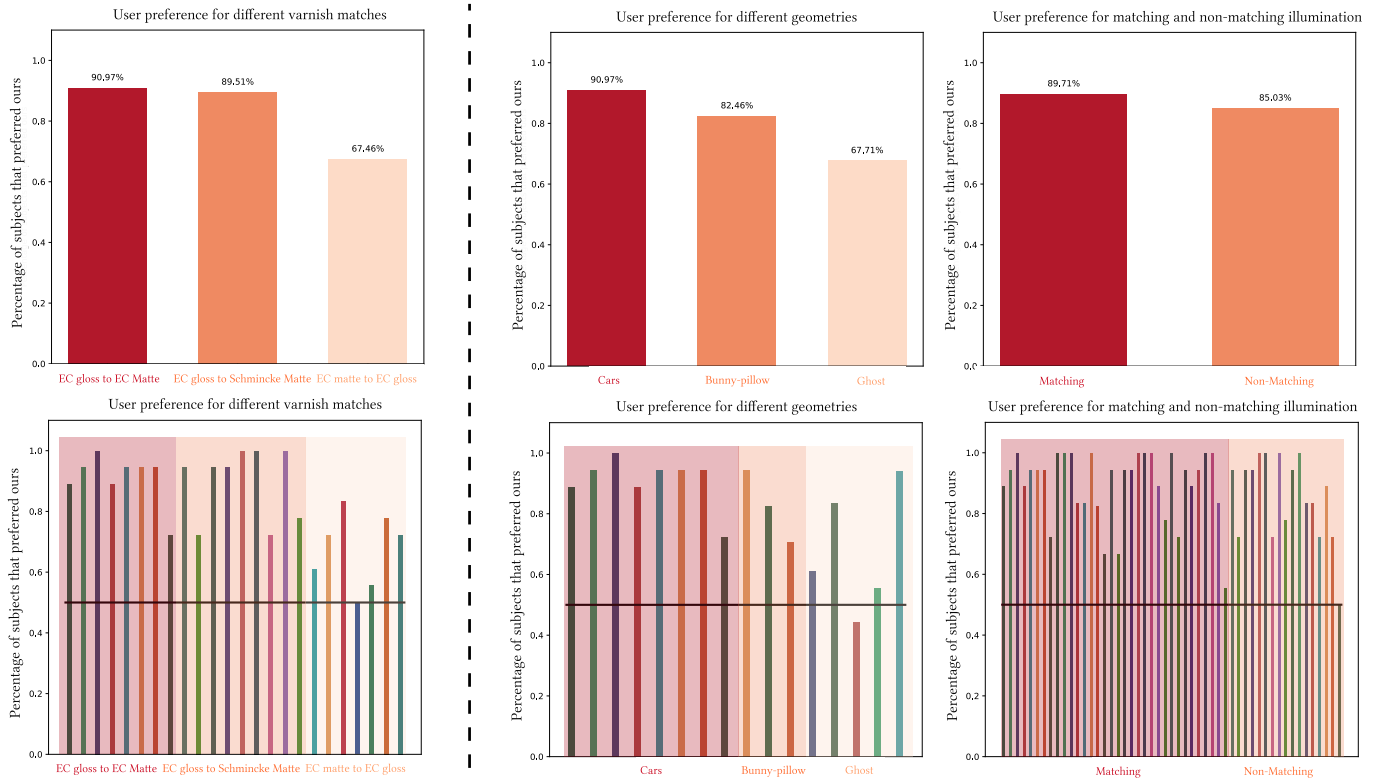 User preference for different varnish matches
Percentage of subjects that preferred ours
1.0
0.8
0.6
0.4
0.2
0.0
90.97%
89.51%
67.46%
EC gloss to EC Matte EC gloss to Schmincke Matte EC matte to EC gloss
User preference for different geometries
Percentage of subjects that preferred ours
1.0
0.8
0.6
0.4
0.2
0.0
90.97%
82.46%
67.71%
Cars Bunny-pillow Ghost
User preference for matching and non-matching illumination
Percentage of subjects that preferred ours
1.0
0.8
0.6
0.4
0.2
0.0
89.71%
85.03%
Matching Non-Matching
User preference for different varnish matches
Percentage of subjects that preferred ours
1.0
0.8
0.6
0.4
0.2
0.0
EC gloss to EC Matte EC gloss to Schmincke Matte EC matte to EC gloss
User preference for different geometries
Percentage of subjects that preferred ours
1.0
0.8
0.6
0.4
0.2
0.0
Cars Bunny-pillow Ghost
User preference for matching and non-matching illumination
Percentage of subjects that preferred ours
1.0
0.8
0.6
0.4
0.2
0.0
Matching Non-Matching